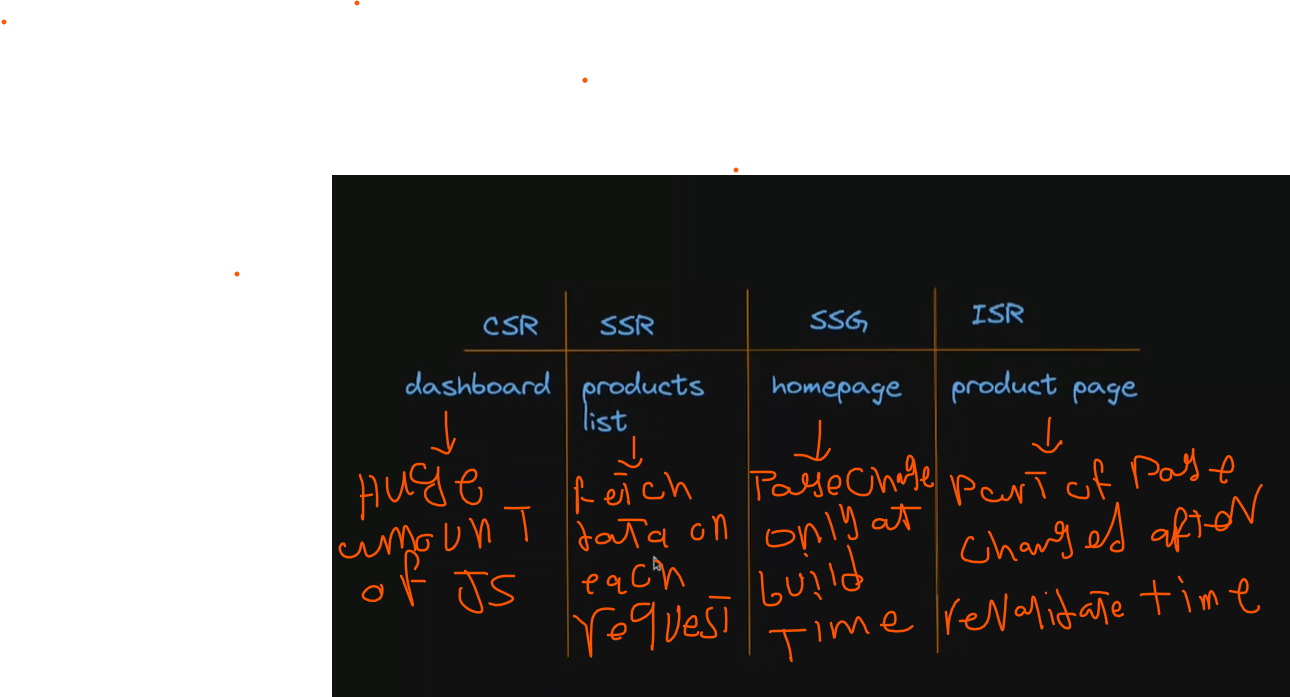 CSR SSR SSG ISR
dashboard products list homepage product page
HUGE amount of JS
fetch data on each request
Page Change only at build time
part of page changed after revalidate time